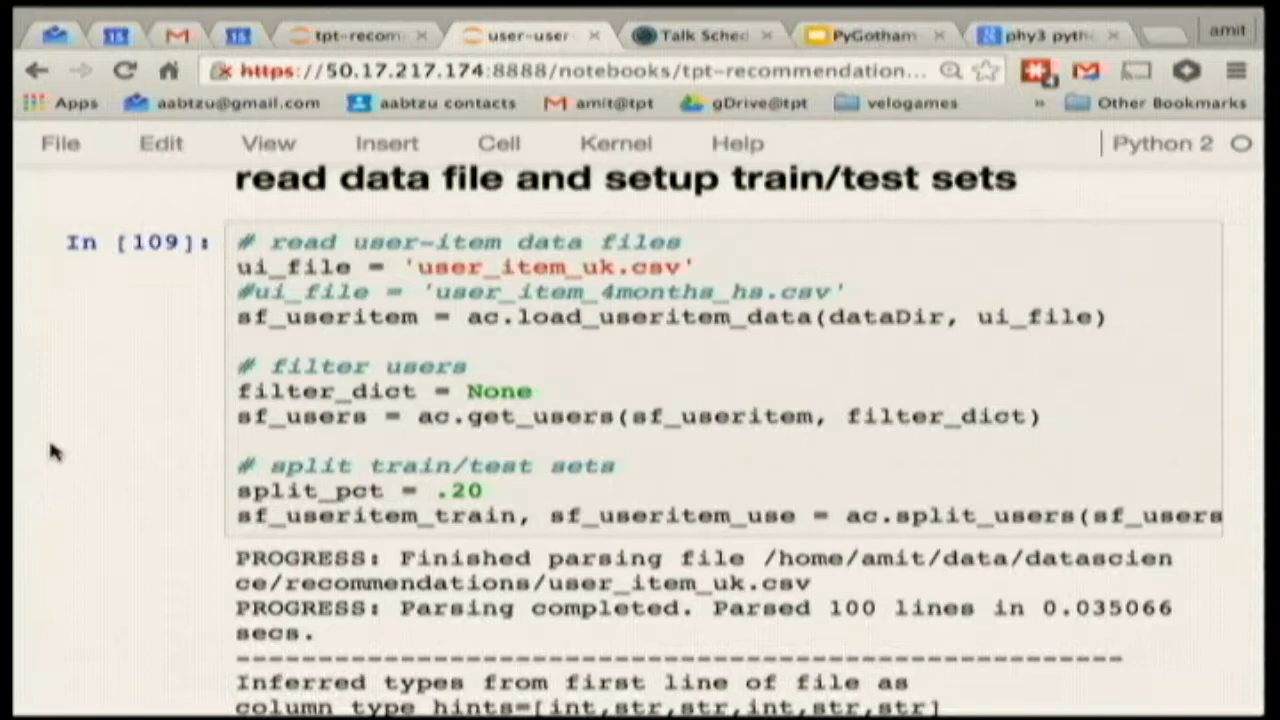 tpt-recom
user-user
Talk Sched
PyGotham
phy3 pyth
amit
https://50.17.217.174:8888/notebooks/tpt-recommendation...
Apps
aabtzu@gmail.com
aabtzu contacts
amit@tpt
gDrive@tpt
velogames
»
Other Bookmarks
File Edit View Insert Cell Kernel Help
Python 2
read data file and setup train/test sets
In [109]:
# read user-item data files
ui_file = 'user_item_uk.csv'
#ui_file = 'user_item_4months_hs.csv'
sf_useritem = ac.load_useritem_data(dataDir, ui_file)
# filter users
filter_dict = None
sf_users = ac.get_users(sf_useritem, filter_dict)
# split train/test sets
split_pct = .20
sf_useritem_train, sf_useritem_use = ac.split_users(sf_users
PROGRESS: Finished parsing file /home/amit/data/datascien
ce/recommendations/user_item_uk.csv
PROGRESS: Parsing completed. Parsed 100 lines in 0.035066
secs.
------------------------------------------------------
Inferred types from first line of file as
column_type_hints=[int,str,str,int,str,str]